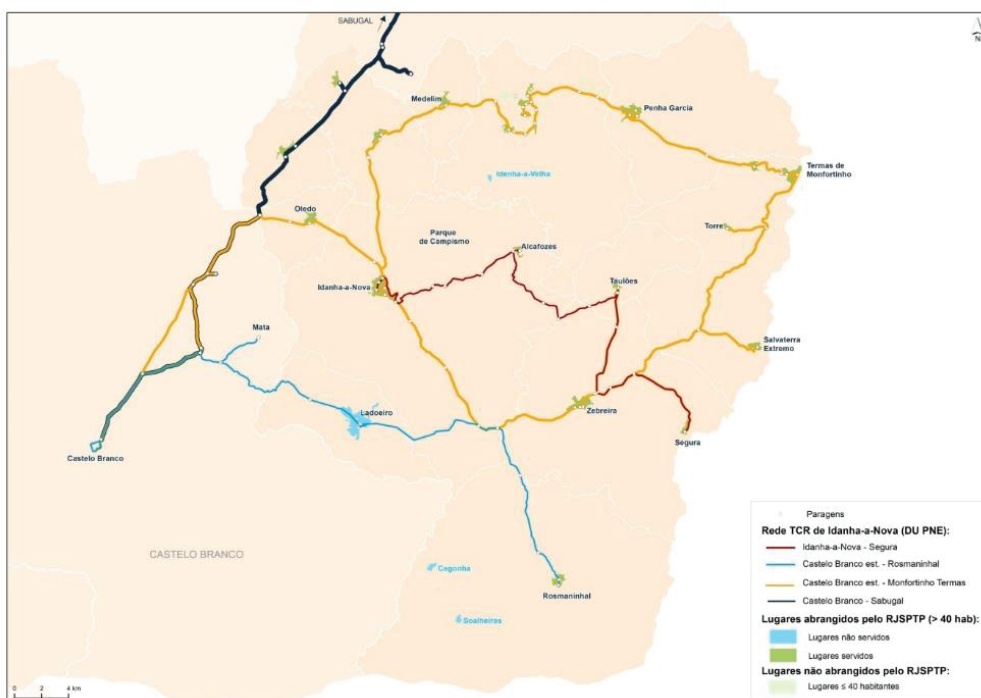 SABUGAL
N
Medelim
Penha Garcia
Termas de
Monfortinho
Idanha-a-Velha
Oledo
Torre
Parque
de Campismo
Alcafozes
Idanha-a-Nova
Toulões
Mata
Salvaterra
Extremo
Ladoeiro
Zebreira
Segura
Castelo Branco
CASTELO BRANCO
Cegonha
Rosmaninhal
Soalheiras
Paragens
Rede TCR de Idanha-a-Nova (DU PNE):
Idanha-a-Nova - Segura
Castelo Branco est. - Rosmaninhal
Castelo Branco est. - Monfortinho Termas
Castelo Branco - Sabugal
Lugares abrangidos pelo RJSPTP (> 40 hab):
Lugares não servidos
Lugares servidos
Lugares não abrangidos pelo RJSPTP:
Lugares ≤ 40 habitantes
0 2 4 km